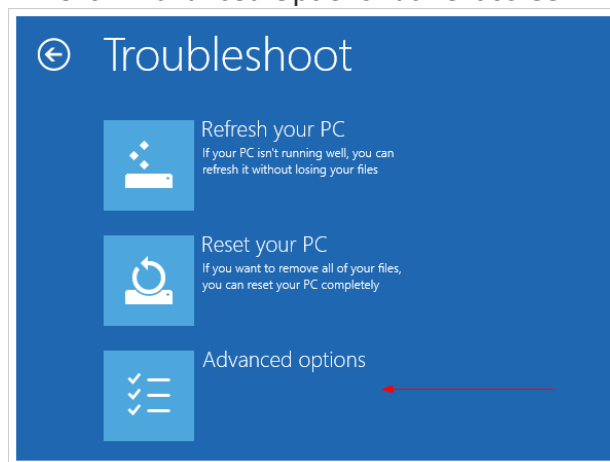 Troubleshoot
Refresh your PC
If your PC isn't running well, you can
refresh it without losing your files
Reset your PC
If you want to remove all of your files,
you can reset your PC completely
Advanced options